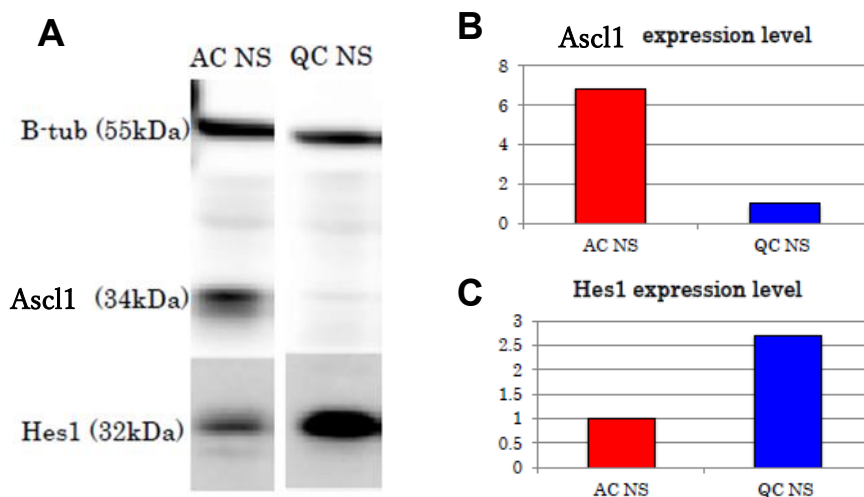 A
AC NS QC NS
B-tub (55kDa)
Ascl1 (34kDa)
Hes1 (32kDa)
B
Ascl1 expression level
8
6
4
2
0
AC NS QC NS
C
Hes1 expression level
3
2.5
2
1.5
1
0.5
0
AC NS QC NS